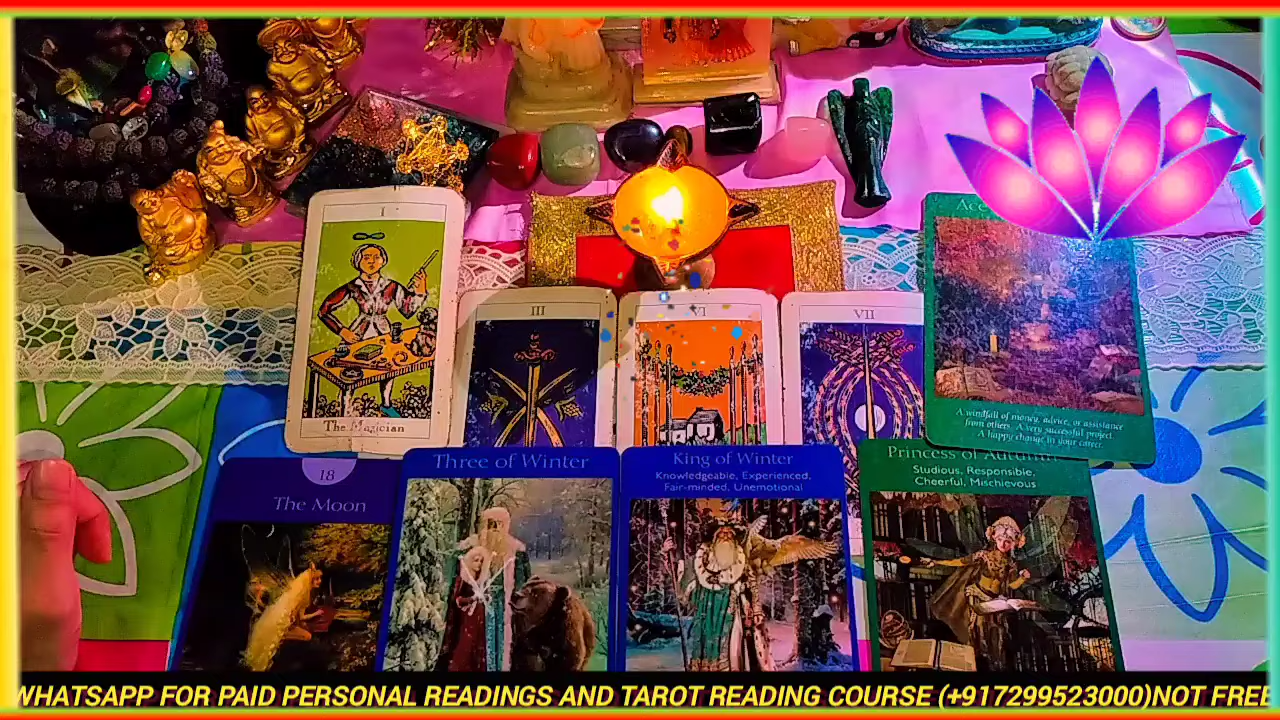 I
The Magician
III
VI
VII
A windfall of money, advice, or assistance
from others. A very successful project.
A happy change in your career.
18
The Moon
Three of Winter
King of Winter
Knowledgeable, Experienced,
Fair-minded, Unemotional
Princess of Autumn
Studious, Responsible,
Cheerful, Mischievous
WHATSAPP FOR PAID PERSONAL READINGS AND TAROT READING COURSE (+917299523000)NOT FREE